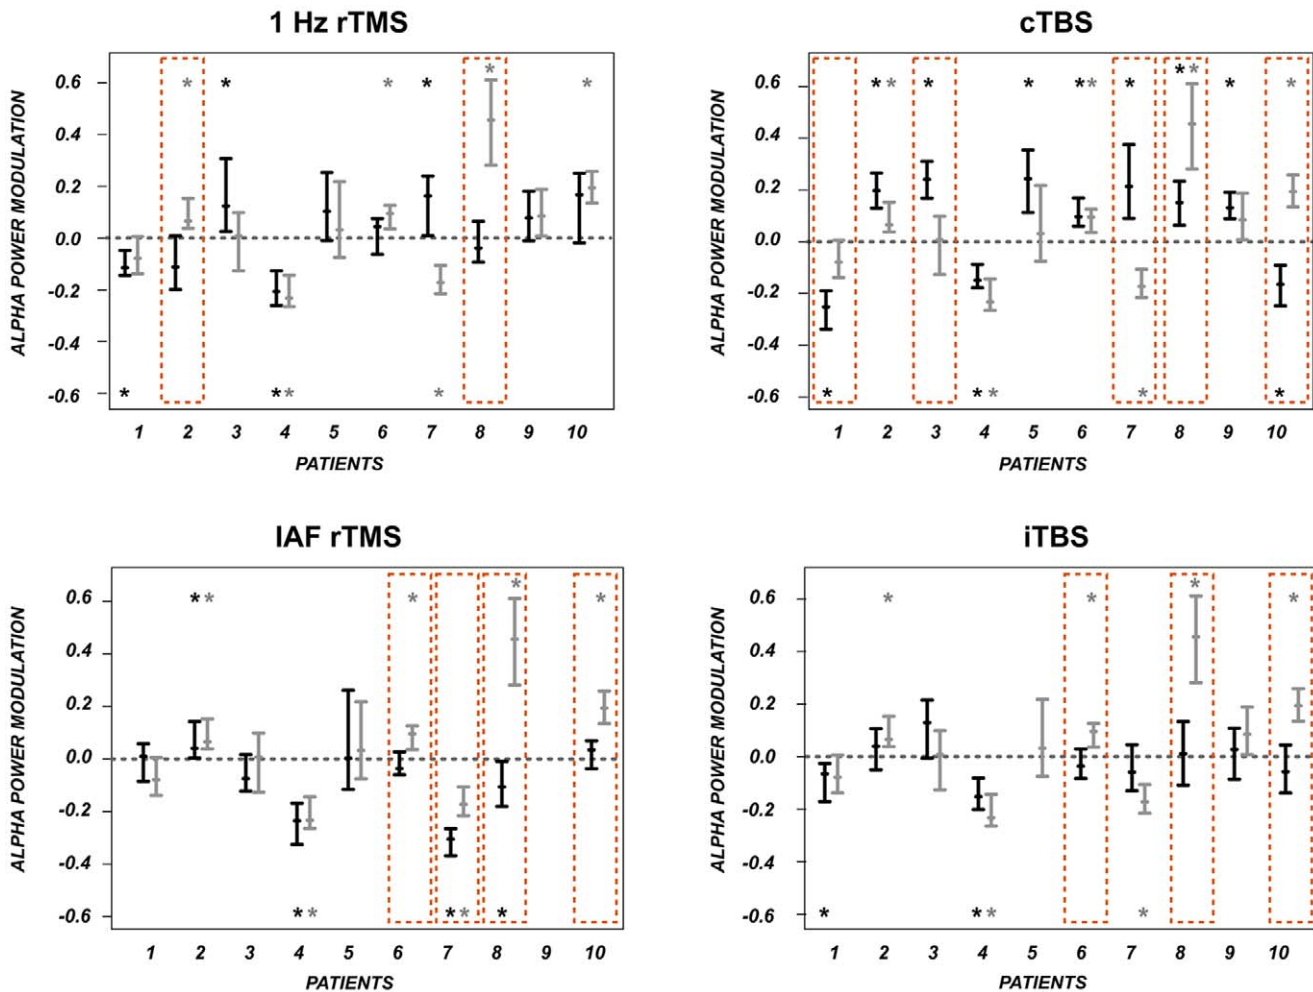 1 Hz rTMS
ALPHA POWER MODULATION
0.6
0.4
0.2
0.0
-0.2
-0.4
-0.6
* * * * * *
* * * *
1 2 3 4 5 6 7 8 9 10
PATIENTS
cTBS
ALPHA POWER MODULATION
0.6
0.4
0.2
0.0
-0.2
-0.4
-0.6
* * * * * * * * * * *
* * * * *
1 2 3 4 5 6 7 8 9 10
PATIENTS
IAF rTMS
ALPHA POWER MODULATION
0.6
0.4
0.2
0.0
-0.2
-0.4
-0.6
* * * * *
* * * * *
1 2 3 4 5 6 7 8 9 10
PATIENTS
iTBS
ALPHA POWER MODULATION
0.6
0.4
0.2
0.0
-0.2
-0.4
-0.6
* * * *
* * * *
1 2 3 4 5 6 7 8 9 10
PATIENTS